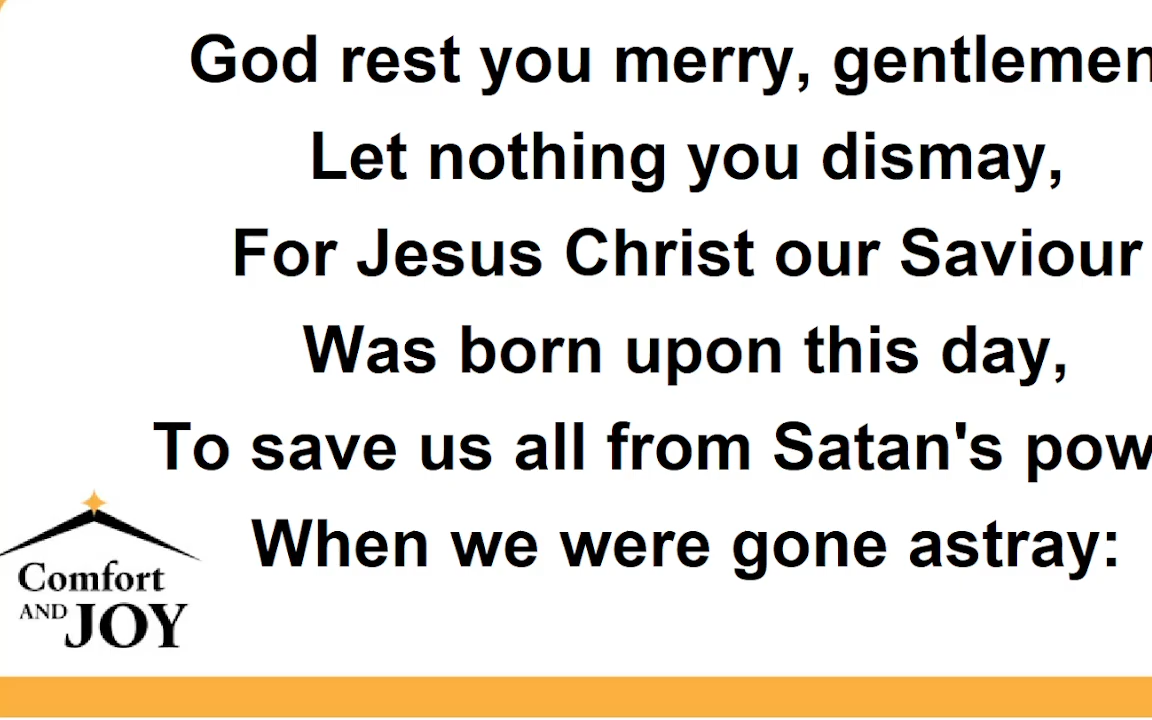 God rest you merry, gentlemen
Let nothing you dismay,
For Jesus Christ our Saviour
Was born upon this day,
To save us all from Satan's pow
When we were gone astray:
Comfort
AND JOY